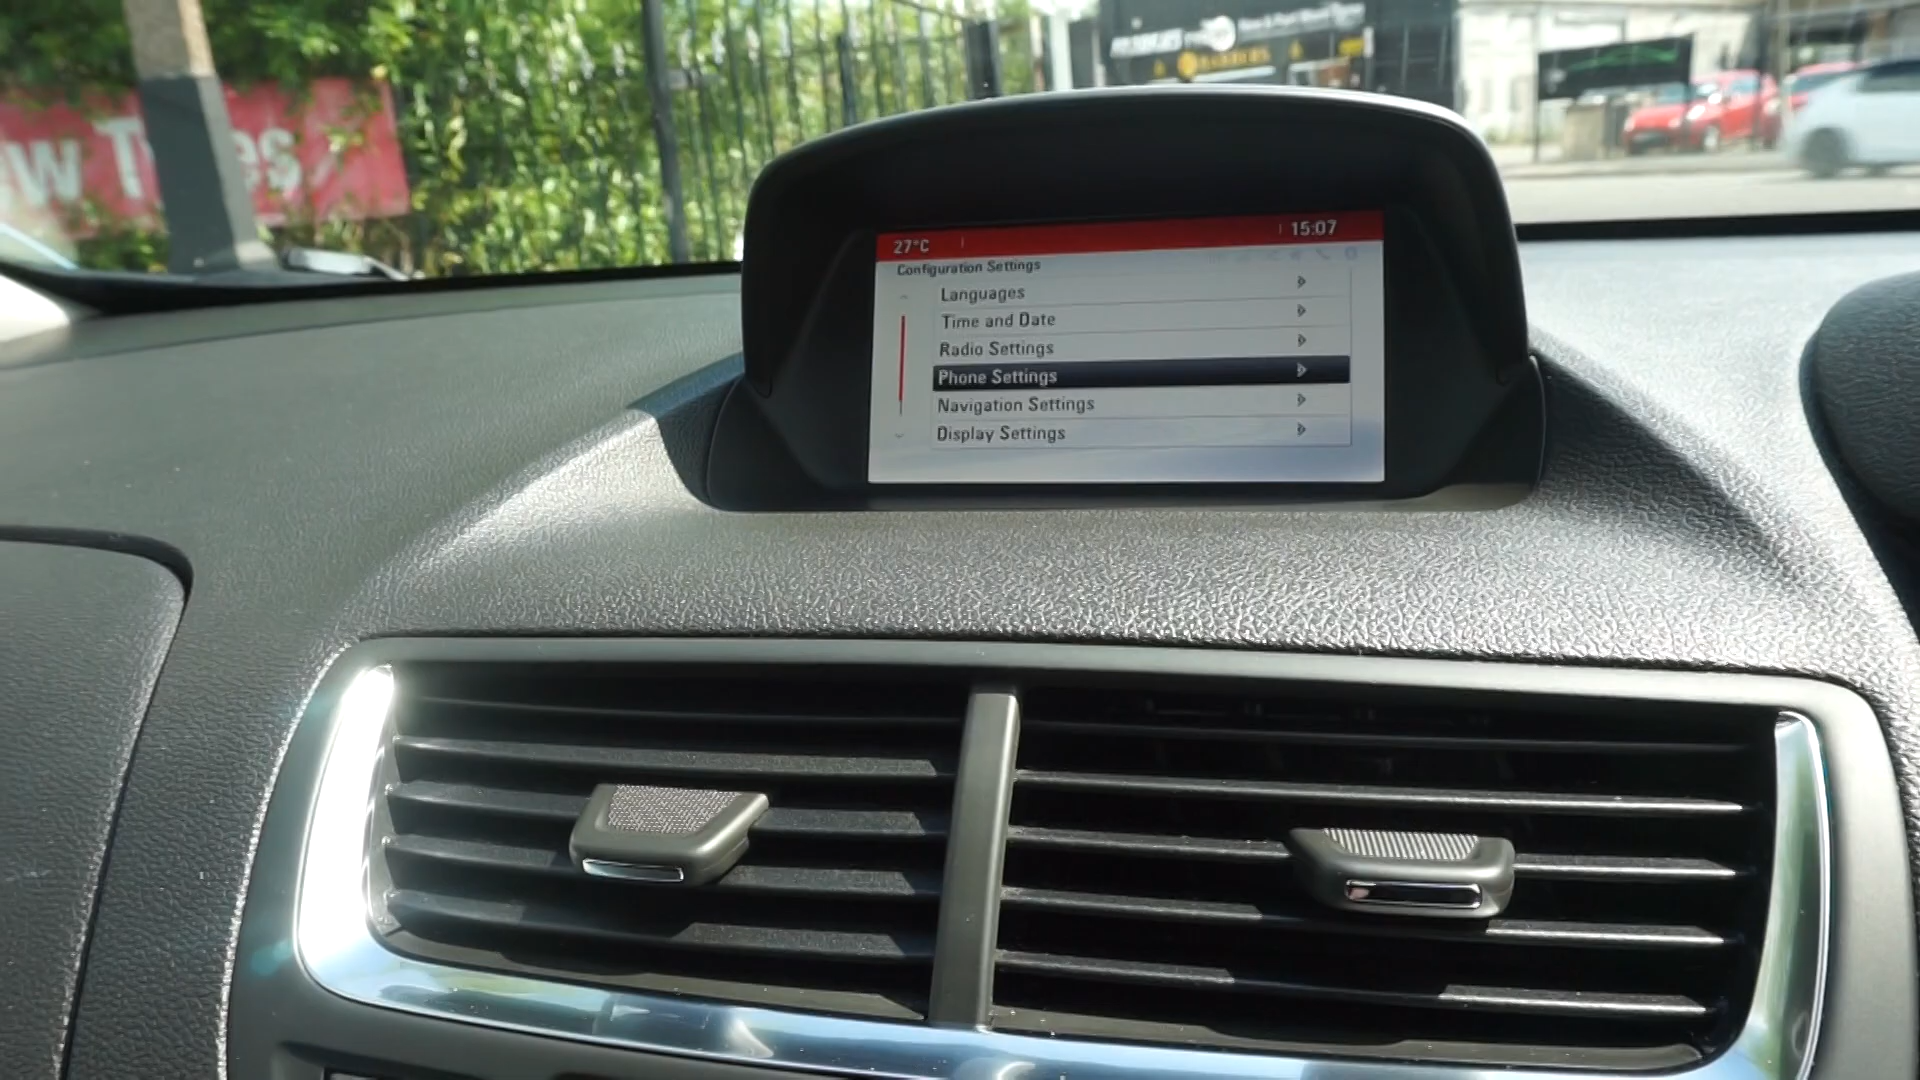 27°C
15:07
Configuration Settings
Languages
Time and Date
Radio Settings
Phone Settings
Navigation Settings
Display Settings